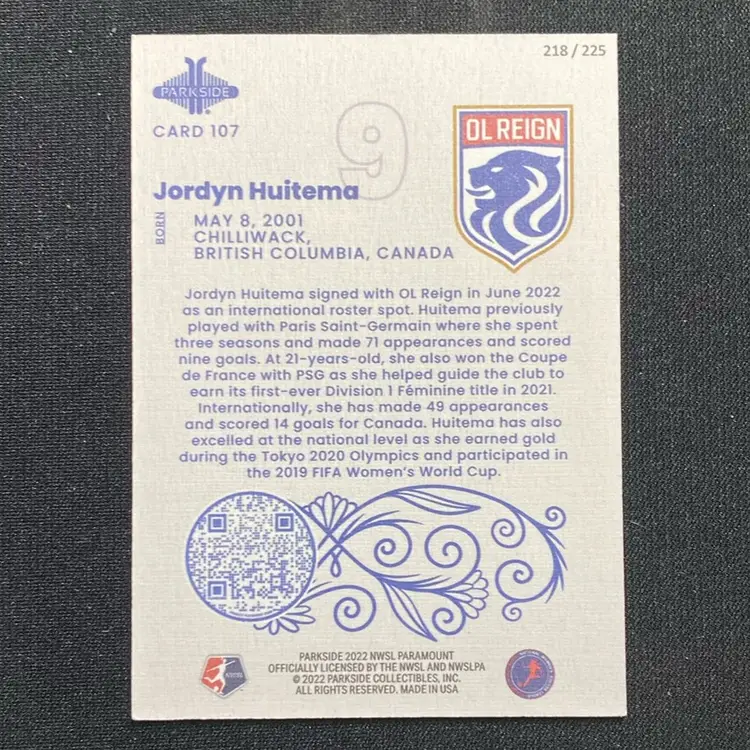 218 / 225
PARKSIDE
CARD 107
9
OL REIGN
Jordyn Huitema
BORN
MAY 8, 2001
CHILLIWACK,
BRITISH COLUMBIA, CANADA
Jordyn Huitema signed with OL Reign in June 2022
as an international roster spot. Huitema previously
played with Paris Saint-Germain where she spent
three seasons and made 71 appearances and scored
nine goals. At 21-years-old, she also won the Coupe
de France with PSG as she helped guide the club to
earn its first-ever Division 1 Féminine title in 2021.
Internationally, she has made 49 appearances
and scored 14 goals for Canada. Huitema has also
excelled at the national level as she earned gold
during the Tokyo 2020 Olympics and participated in
the 2019 FIFA Women's World Cup.
PARKSIDE 2022 NWSL PARAMOUNT
OFFICIALLY LICENSED BY THE NWSL AND NWSLPA
© 2022 PARKSIDE COLLECTIBLES, INC.
ALL RIGHTS RESERVED. MADE IN USA
NWSL